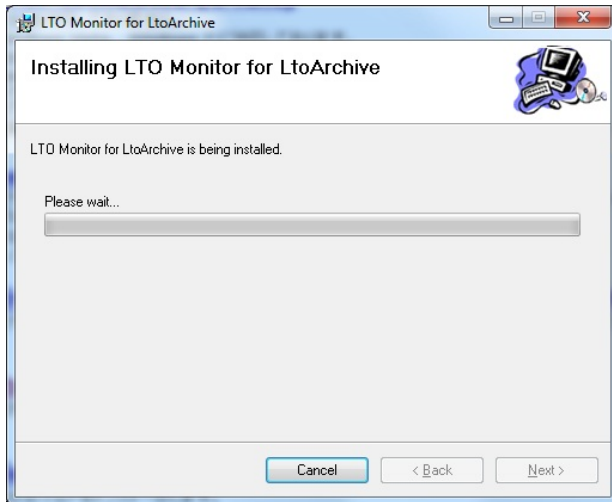 LTO Monitor for LtoArchive
Installing LTO Monitor for LtoArchive
LTO Monitor for LtoArchive is being installed.
Please wait...
Cancel
< Back
Next >